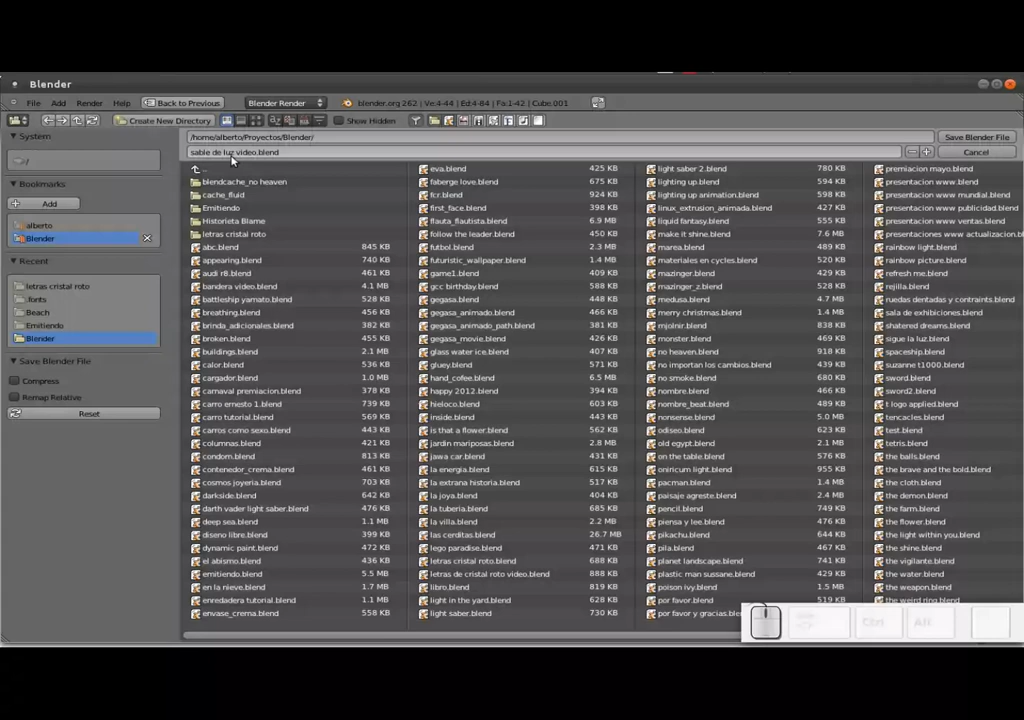 Blender
File Add Render Help Back to Previous Blender Render blender.org 262 | Ve:4-44 | Ed:4-84 | Fa:1-42 | Cube.001
Create New Directory Show Hidden
System
/
Bookmarks
Add
alberto
Blender
Recent
letras cristal roto
.fonts
Beach
Emitiendo
Blender
Save Blender File
Compress
Remap Relative
Reset
/home/alberto/Proyectos/Blender/ Save Blender File
sable de luz video.blend Cancel
..
blendcache_no heaven
cache_fluid
Emitiendo
Historieta Blame
letras cristal roto
abc.blend 845 KB
appearing.blend 740 KB
audi r8.blend 461 KB
bandera video.blend 4.1 MB
battleship yamato.blend 528 KB
breathing.blend 456 KB
brinda_adicionales.blend 382 KB
broken.blend 455 KB
buildings.blend 2.1 MB
calor.blend 536 KB
cargador.blend 1.0 MB
carnaval premiacion.blend 378 KB
carro ernesto 1.blend 739 KB
carro tutorial.blend 569 KB
carros como sexo.blend 443 KB
columnas.blend 421 KB
condom.blend 813 KB
contenedor_crema.blend 461 KB
cosmos joyeria.blend 703 KB
darkside.blend 642 KB
darth vader light saber.blend 476 KB
deep sea.blend 1.1 MB
diseno libre.blend 399 KB
dynamic paint.blend 472 KB
el abismo.blend 436 KB
emitiendo.blend 5.5 MB
en la nieve.blend 1.7 MB
enredadera tutorial.blend 1.1 MB
envase_crema.blend 558 KB
eva.blend 425 KB
faberge love.blend 675 KB
fcr.blend 924 KB
first_face.blend 398 KB
flauta_flautista.blend 6.9 MB
follow the leader.blend 450 KB
futbol.blend 2.3 MB
futuristic_wallpaper.blend 1.4 MB
game1.blend 409 KB
gcc birthday.blend 588 KB
gegasa.blend 448 KB
gegasa_animado.blend 466 KB
gegasa_animado_path.blend 381 KB
gegasa_movie.blend 426 KB
glass water ice.blend 407 KB
gluey.blend 571 KB
hand_cofee.blend 6.5 MB
happy 2012.blend 394 KB
hieloco.blend 603 KB
inside.blend 443 KB
is that a flower.blend 562 KB
jardin mariposas.blend 2.8 MB
jawa car.blend 431 KB
la energia.blend 615 KB
la extrana historia.blend 517 KB
la joya.blend 404 KB
la tuberia.blend 685 KB
la villa.blend 2.2 MB
las cerditas.blend 26.7 MB
lego paradise.blend 471 KB
letras cristal roto.blend 688 KB
letras de cristal roto video.blend 888 KB
libro.blend 819 KB
light in the yard.blend 628 KB
light saber.blend 730 KB
light saber 2.blend 780 KB
lighting up.blend 594 KB
lighting up_animation.blend 598 KB
linux_extrusion_animada.blend 427 KB
liquid fantasy.blend 555 KB
make it shine.blend 7.6 MB
marea.blend 489 KB
materiales en cycles.blend 520 KB
mazinger.blend 429 KB
mazinger_z.blend 528 KB
medusa.blend 4.7 MB
merry christmas.blend 1.4 MB
mjolnir.blend 838 KB
monster.blend 469 KB
no heaven.blend 918 KB
no importan los cambios.blend 439 KB
no smoke.blend 680 KB
nombre.blend 466 KB
nombre_beat.blend 489 KB
nonsense.blend 5.0 MB
odiseo.blend 623 KB
old egypt.blend 2.1 MB
on the table.blend 576 KB
oniricum light.blend 955 KB
pacman.blend 1.4 MB
paisaje agreste.blend 2.4 MB
pencil.blend 749 KB
piensa y lee.blend 476 KB
pikachu.blend 644 KB
pila.blend 467 KB
planet landscape.blend 741 KB
plastic man sussane.blend 429 KB
poison ivy.blend 1.5 MB
por favor.blend 519 KB
por favor y gracias.ble
premiacion mayo.blend
presentacion www.blend
presentacion www mundial.blend
presentacion www publicidad.blend
presentacion www ventas.blend
presentaciones www actualizacion.b
rainbow light.blend
rainbow picture.blend
refresh me.blend
rejilla.blend
ruedas dentadas y contraints.blend
sala de exhibiciones.blend
shatered dreams.blend
sigue la luz.blend
spaceship.blend
suzanne t1000.blend
sword.blend
sword2.blend
t logo applied.blend
tencacles.blend
test.blend
tetris.blend
the balls.blend
the brave and the bold.blend
the cloth.blend
the demon.blend
the farm.blend
the flower.blend
the light within you.blend
the shine.blend
the vigilante.blend
the water.blend
the weapon.blend
the weird ring.blend
Ctrl Alt